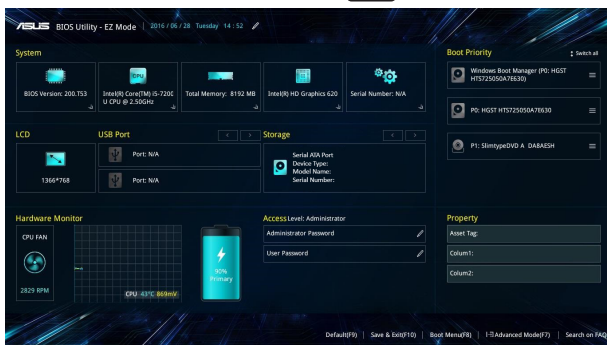 ASUS BIOS Utility - EZ Mode 2016 / 06 / 28 Tuesday 14 : 52
System
BIOS Version: 200.T53
CPU
Intel(R) Core(TM) i5-7200
U CPU @ 2.50GHz
Total Memory: 8192 MB
Intel(R) HD Graphics 620
Serial Number: N/A
Boot Priority
Switch all
Windows Boot Manager (P0: HGST
HTS725050A7E630)
P0: HGST HTS725050A7E630
P1: SlimtypeDVD A DA8AESH
LCD
1366*768
USB Port
Port: N/A
Port: N/A
Storage
Serial ATA Port
Device Type:
Model Name:
Serial Number:
Hardware Monitor
CPU FAN
2829 RPM
CPU 43°C 869mV
90%
Primary
Access Level: Administrator
Administrator Password
User Password
Property
Asset Tag:
Colum1:
Colum2:
Default(F9) Save & Exit(F10) Boot Menu(F8) Advanced Mode(F7) Search on FAQ